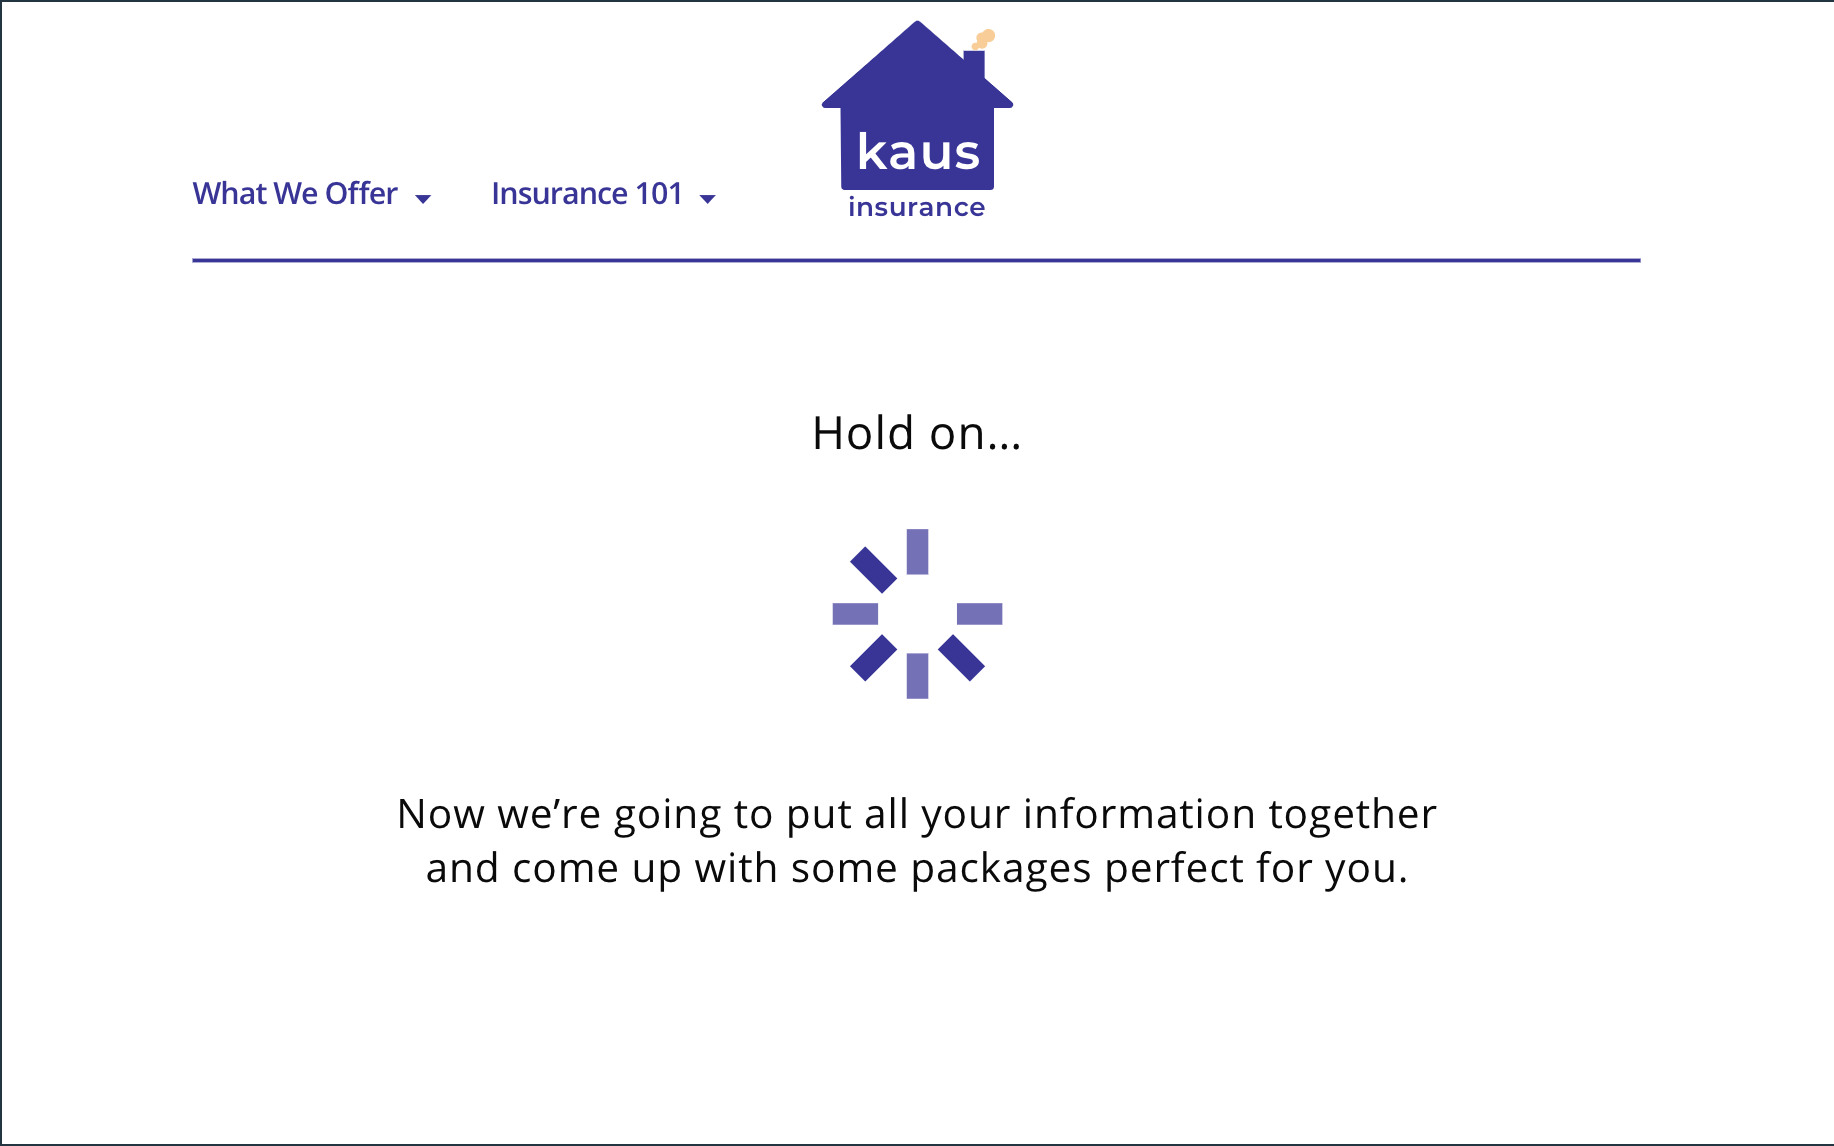 kaus
insurance
What We Offer
Insurance 101
Hold on...
Now we’re going to put all your information together
and come up with some packages perfect for you.